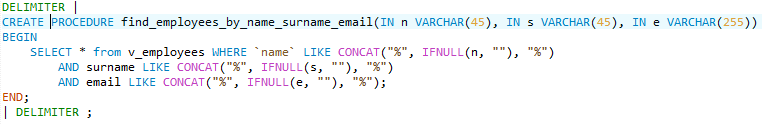 DELIMITER |
CREATE PROCEDURE find_employees_by_name_surname_email(IN n VARCHAR(45), IN s VARCHAR(45), IN e VARCHAR(255))
BEGIN
    SELECT * from v_employees WHERE `name` LIKE CONCAT("%", IFNULL(n, ""), "%")
        AND surname LIKE CONCAT("%", IFNULL(s, ""), "%")
        AND email LIKE CONCAT("%", IFNULL(e, ""), "%");
END;
| DELIMITER ;